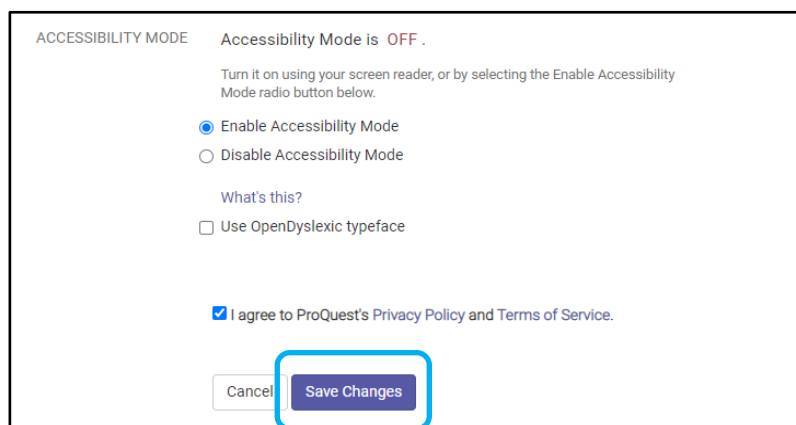 ACCESSIBILITY MODE Accessibility Mode is OFF .
Turn it on using your screen reader, or by selecting the Enable Accessibility
Mode radio button below.
Enable Accessibility Mode
Disable Accessibility Mode
What's this?
Use OpenDyslexic typeface
I agree to ProQuest's Privacy Policy and Terms of Service.
Cancel Save Changes